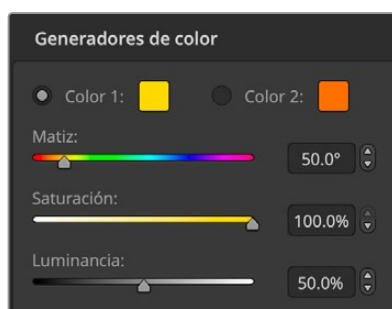 Generadores de color
Color 1:
Color 2:
Matiz:
50.0°
Saturación:
100.0%
Luminancia:
50.0%